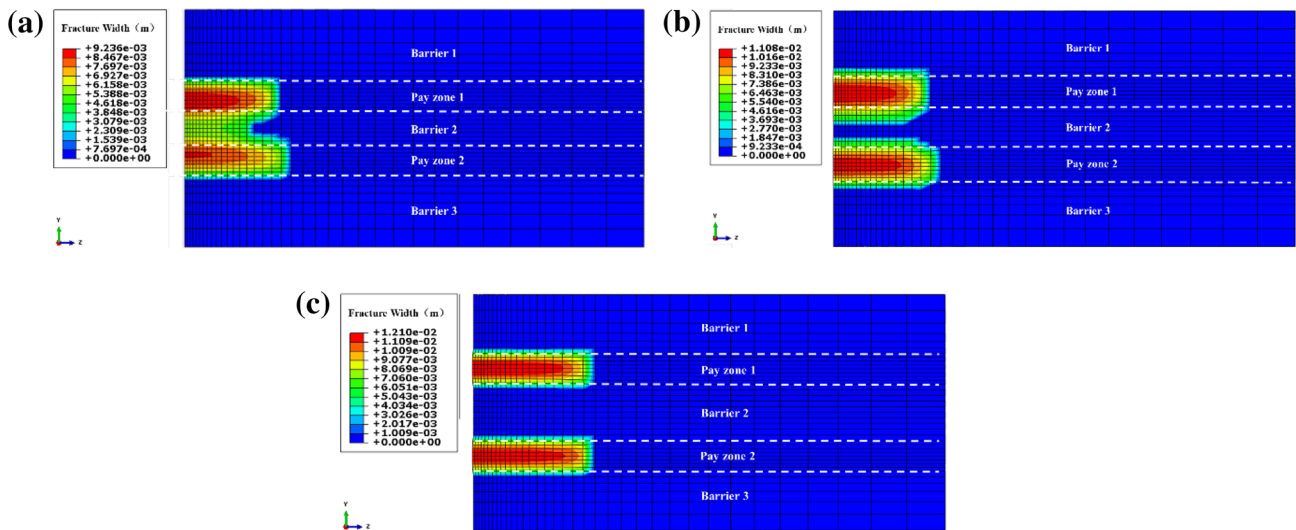 (a)
Fracture Width（m）
+9.236e-03
+8.467e-03
+7.697e-03
+6.927e-03
+6.158e-03
+5.388e-03
+4.618e-03
+3.848e-03
+3.079e-03
+2.309e-03
+1.539e-03
+7.697e-04
+0.000e+00
Barrier 1
Pay zone 1
Barrier 2
Pay zone 2
Barrier 3
Y
Z
(b)
Fracture Width（m）
+1.108e-02
+1.016e-02
+9.233e-03
+8.310e-03
+7.386e-03
+6.463e-03
+5.540e-03
+4.616e-03
+3.693e-03
+2.770e-03
+1.847e-03
+9.233e-04
+0.000e+00
Barrier 1
Pay zone 1
Barrier 2
Pay zone 2
Barrier 3
Y
Z
(c)
Fracture Width（m）
+1.210e-02
+1.109e-02
+1.009e-02
+9.077e-03
+8.069e-03
+7.060e-03
+6.051e-03
+5.043e-03
+4.034e-03
+3.026e-03
+2.017e-03
+1.009e-03
+0.000e+00
Barrier 1
Pay zone 1
Barrier 2
Pay zone 2
Barrier 3
Y
Z